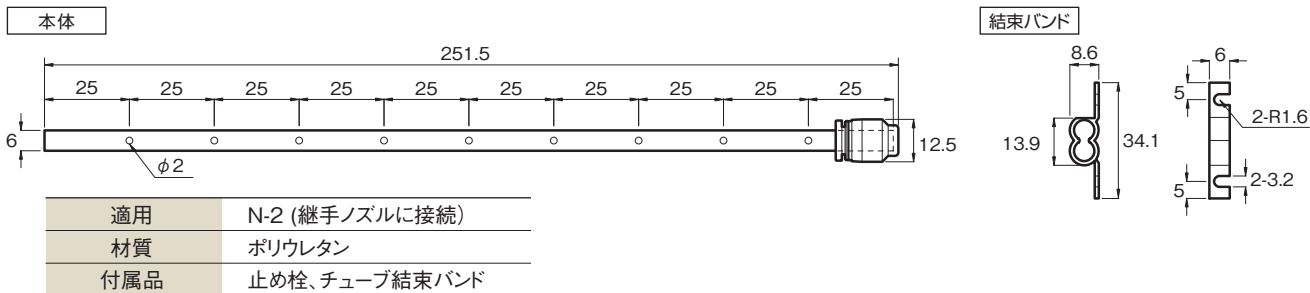 本体
251.5
25 25 25 25 25 25 25 25 25 25
6
φ2
12.5
結束バンド
8.6
13.9
34.1
6
5
2-R1.6
5
2-3.2
適用 N-2 (継手ノズルに接続)
材質 ポリウレタン
付属品 止め栓、チューブ結束バンド